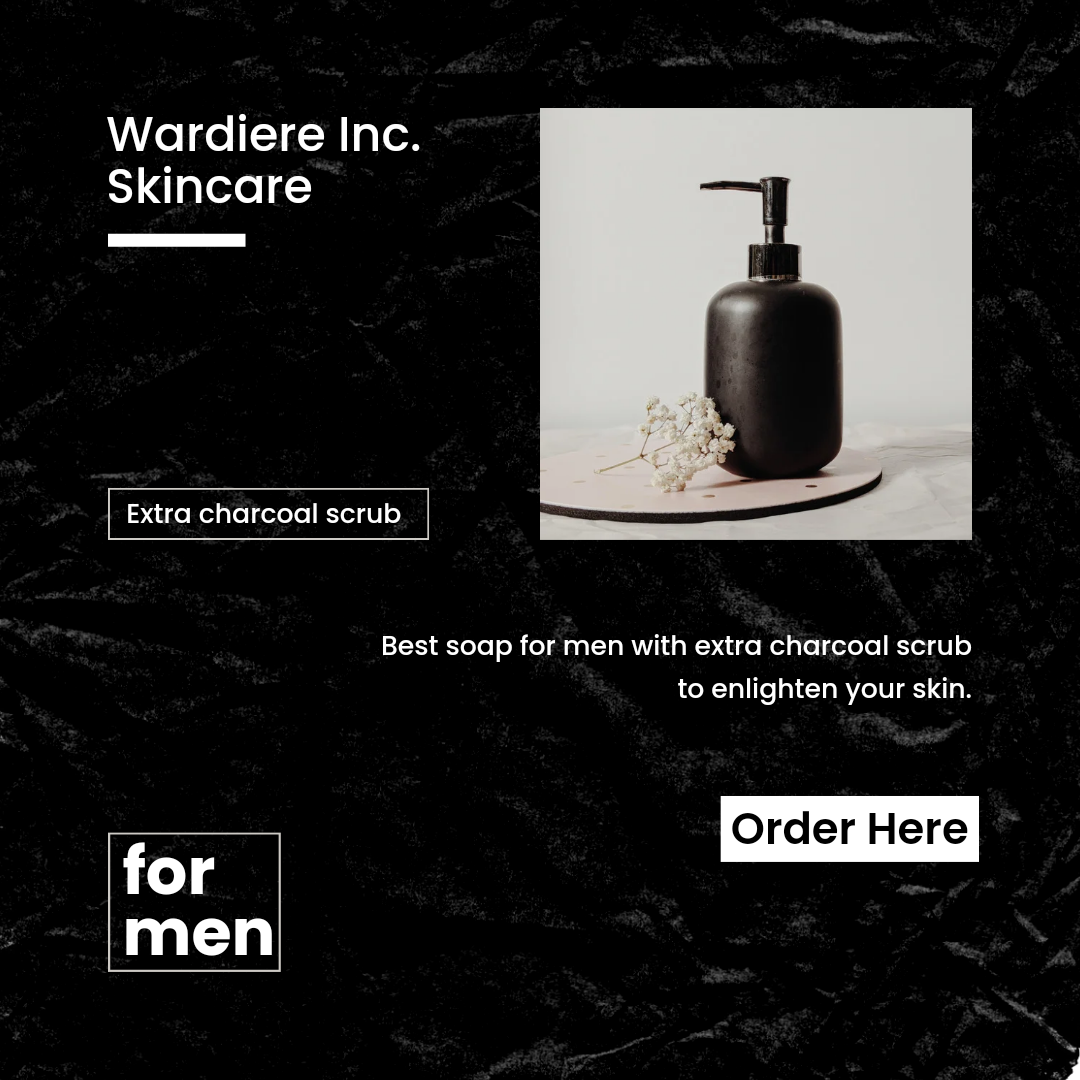 Wardiere Inc.
Skincare
Extra charcoal scrub
Best soap for men with extra charcoal scrub
to enlighten your skin.
Order Here
for
men